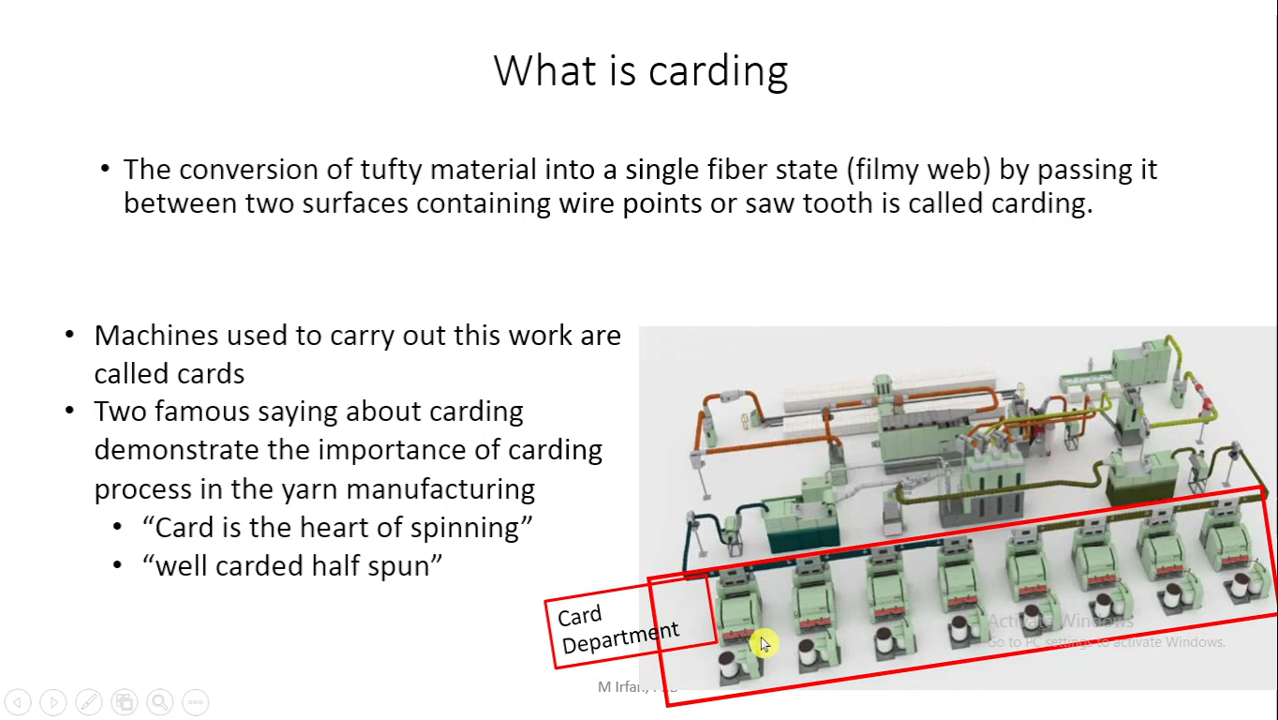 What is carding
• The conversion of tufty material into a single fiber state (filmy web) by passing it
between two surfaces containing wire points or saw tooth is called carding.
• Machines used to carry out this work are
called cards
• Two famous saying about carding
demonstrate the importance of carding
process in the yarn manufacturing
• “Card is the heart of spinning”
• “well carded half spun”
Card
Department
Activate Windows
Go to PC settings to activate Windows.
M Irfan,